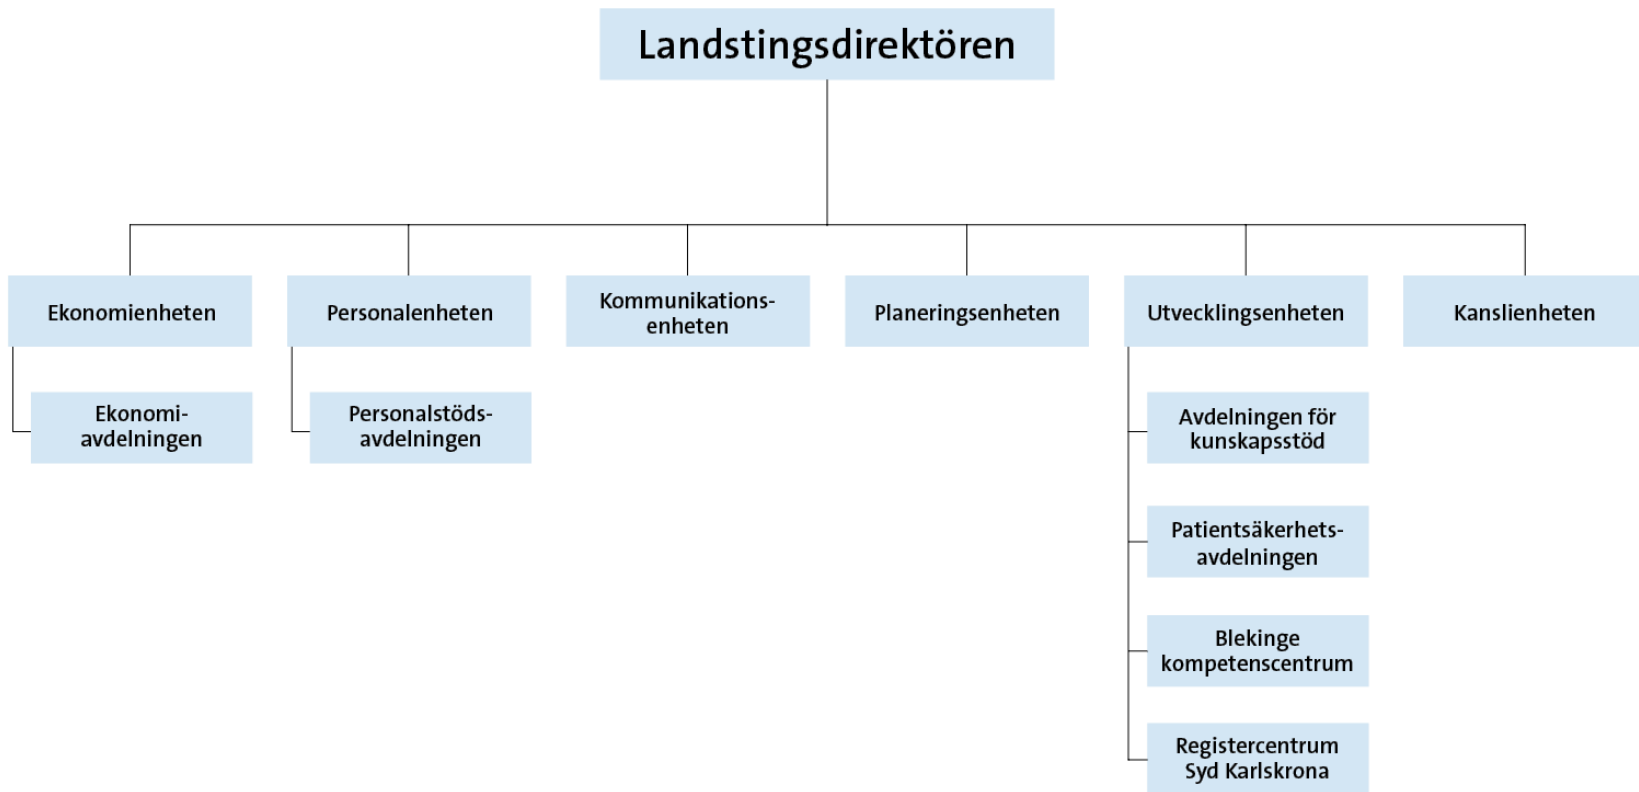 Landstingsdirektören
Ekonomienheten
Personalenheten
Kommunikations-
enheten
Planeringsenheten
Utvecklingsenheten
Kanslienheten
Ekonomi-
avdelningen
Personalstöds-
avdelningen
Avdelningen för
kunskapsstöd
Patientsäkerhets-
avdelningen
Blekinge
kompetenscentrum
Registercentrum
Syd Karlskrona